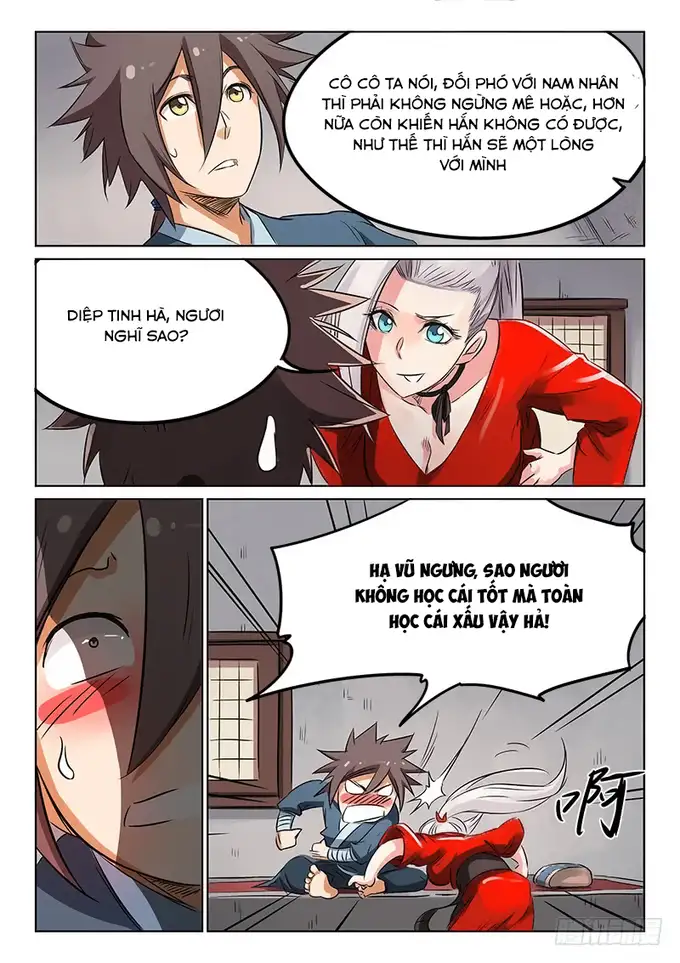 CÔ CÔ TA NÓI, ĐỐI PHÓ VỚI NAM NHÂN
THÌ PHẢI KHÔNG NGỪNG MÊ HOẶC, HƠN
NỮA CÒN KHIẾN HẮN KHÔNG CÓ ĐƯỢC,
NHƯ THẾ THÌ HẮN SẼ MỘT LÒNG
VỚI MÌNH
DIỆP TINH HÀ, NGƯƠI
NGHĨ SAO?
HẠ VŨ NGƯNG, SAO NGƯƠI
KHÔNG HỌC CÁI TỐT MÀ TOÀN
HỌC CÁI XẤU VẬY HẢ!
啊